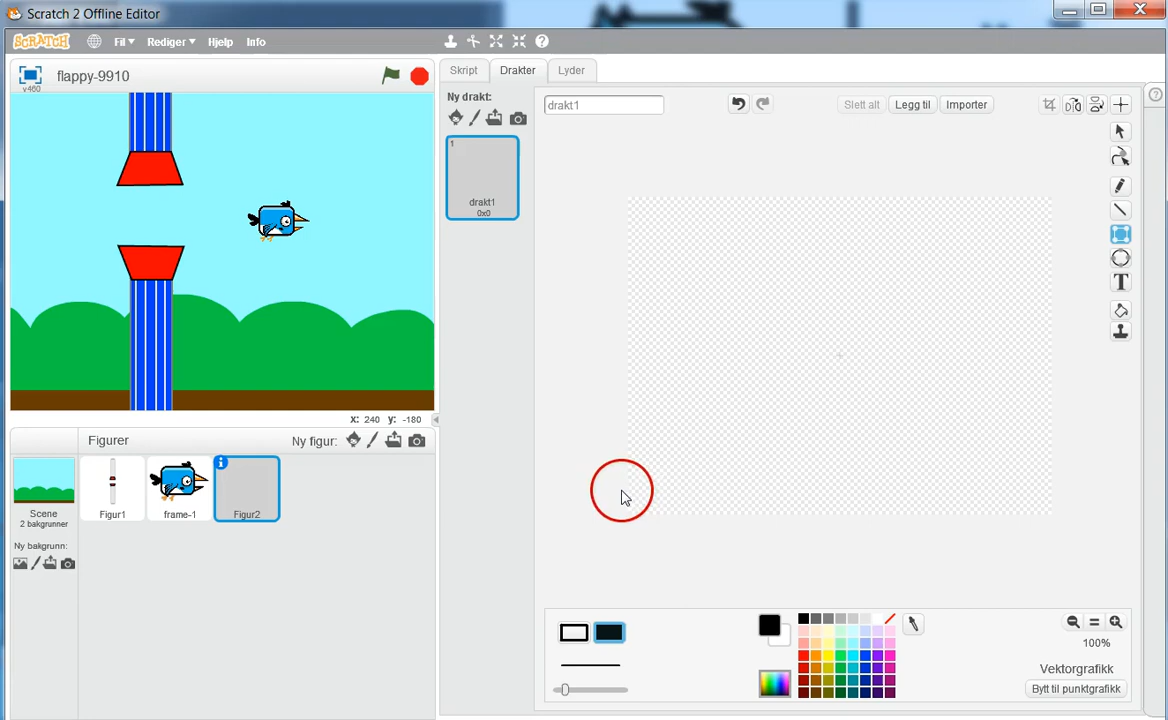 Scratch 2 Offline Editor
SCRATCH Fil Rediger Hjelp Info
flappy-9910
v460
Skript Drakter Lyder
Ny drakt:
drakt1
Slett alt Legg til Importer
1
drakt1
0x0
x: 240 y: -180
Figurer Ny figur:
Scene
2 bakgrunner
Figur1 frame-1 Figur2
Ny bakgrunn:
T
100%
Vektorgrafikk
Bytt til punktgrafikk